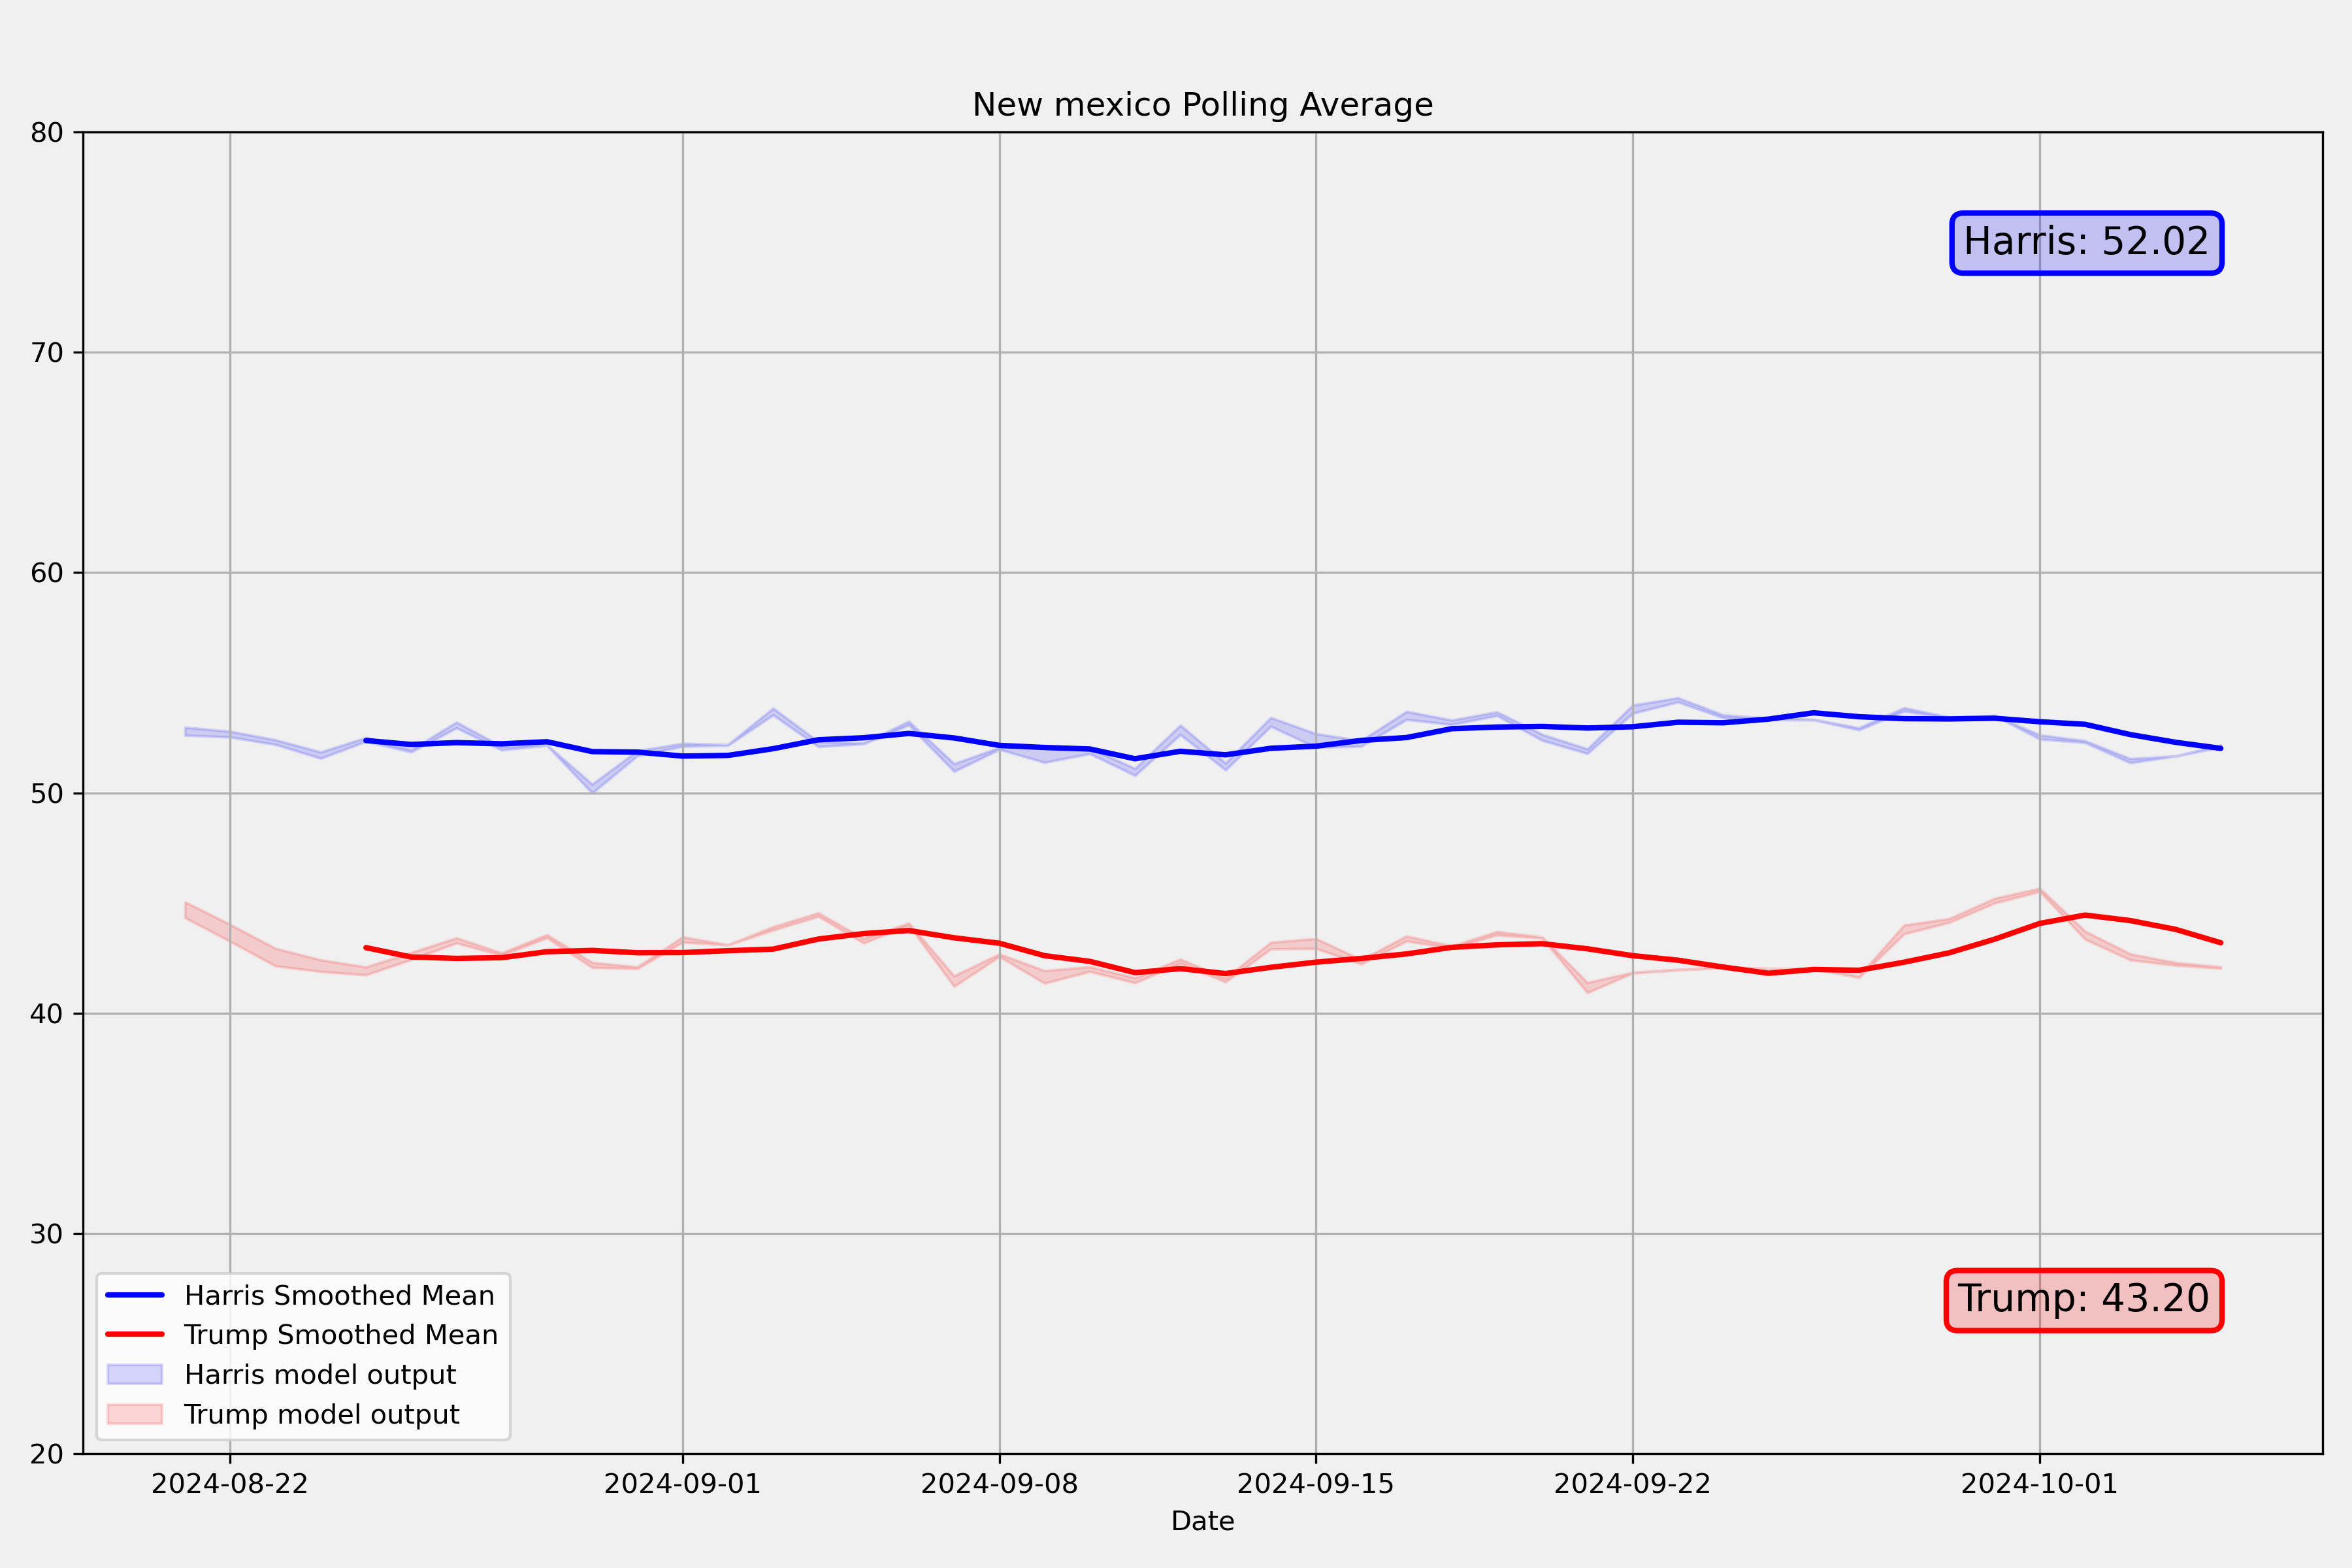 New mexico Polling Average
80
70
60
50
40
30
20
Harris: 52.02
Trump: 43.20
Harris Smoothed Mean
Trump Smoothed Mean
Harris model output
Trump model output
2024-08-22
2024-09-01
2024-09-08
2024-09-15
2024-09-22
2024-10-01
Date